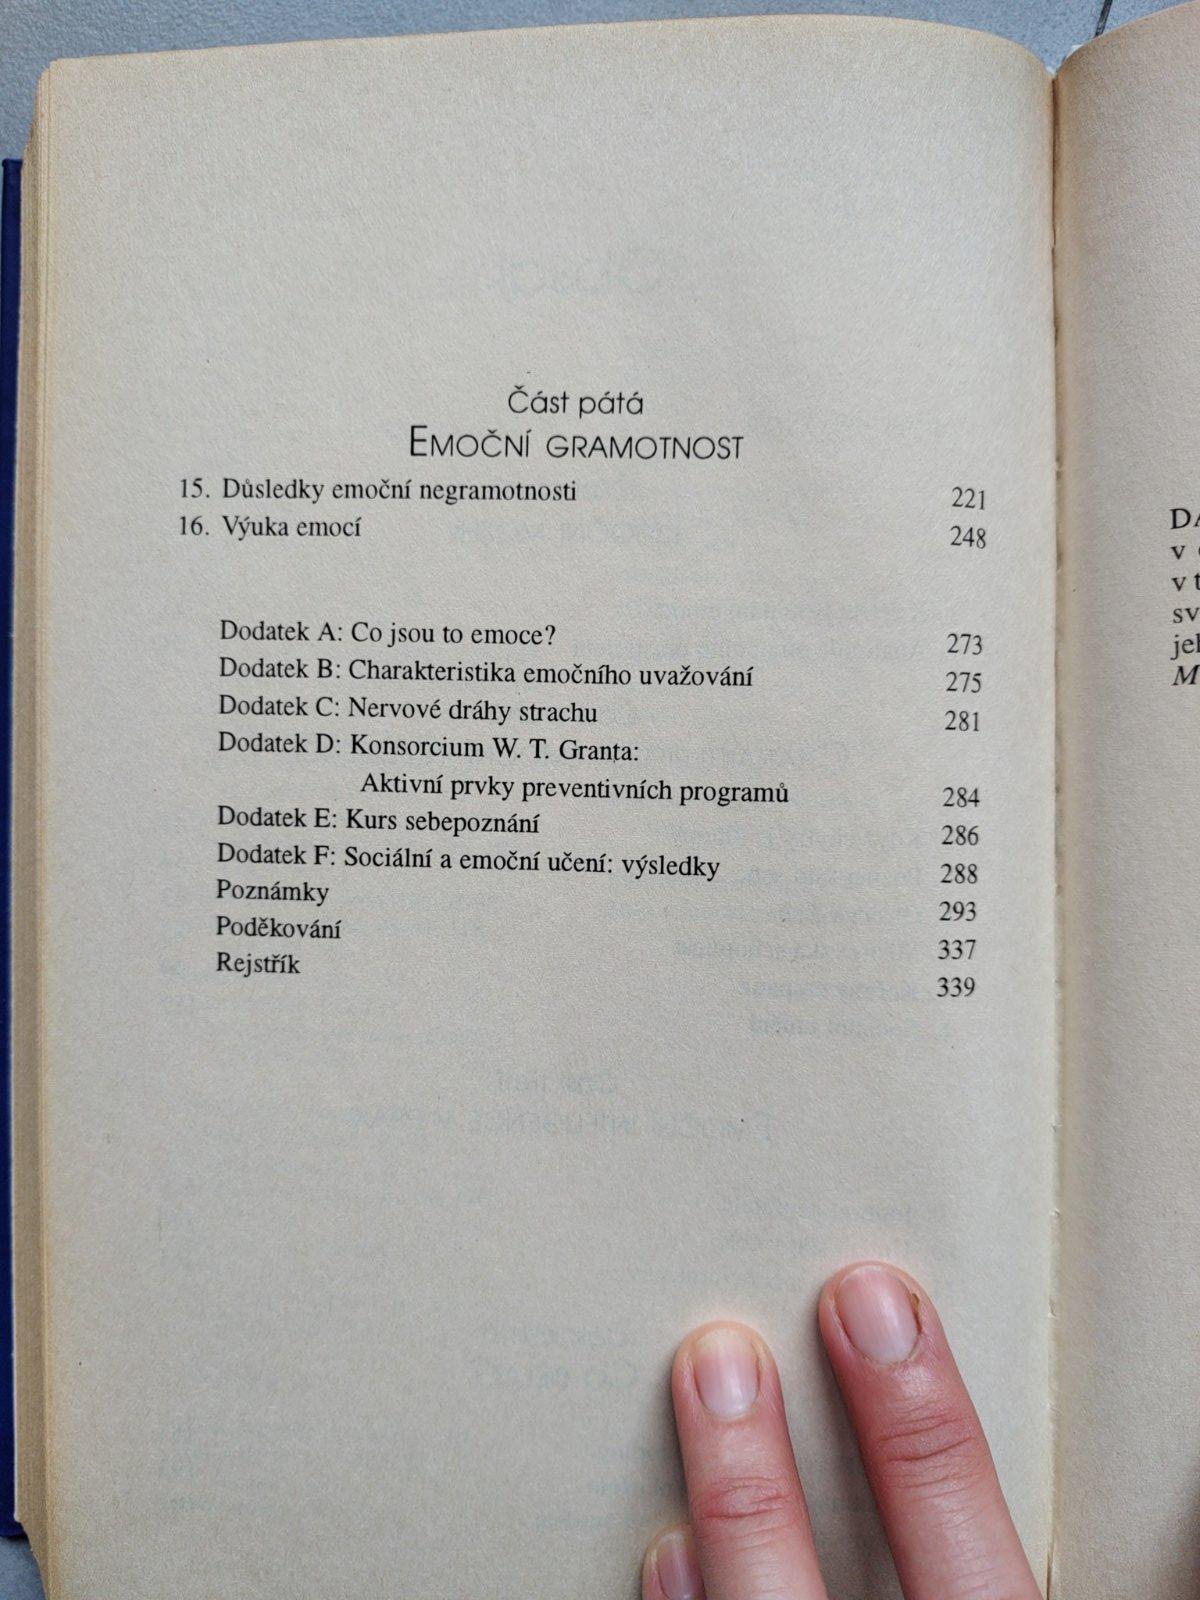 Část pátá
EMOČNÍ GRAMOTNOST
15. Důsledky emoční negramotnosti 221
16. Výuka emocí 248
Dodatek A: Co jsou to emoce? 273
Dodatek B: Charakteristika emočního uvažování 275
Dodatek C: Nervové dráhy strachu 281
Dodatek D: Konsorcium W. T. Granta:
Aktivní prvky preventivních programů 284
Dodatek E: Kurs sebepoznání 286
Dodatek F: Sociální a emoční učení: výsledky 288
Poznámky 293
Poděkování 337
Rejstřík 339
v